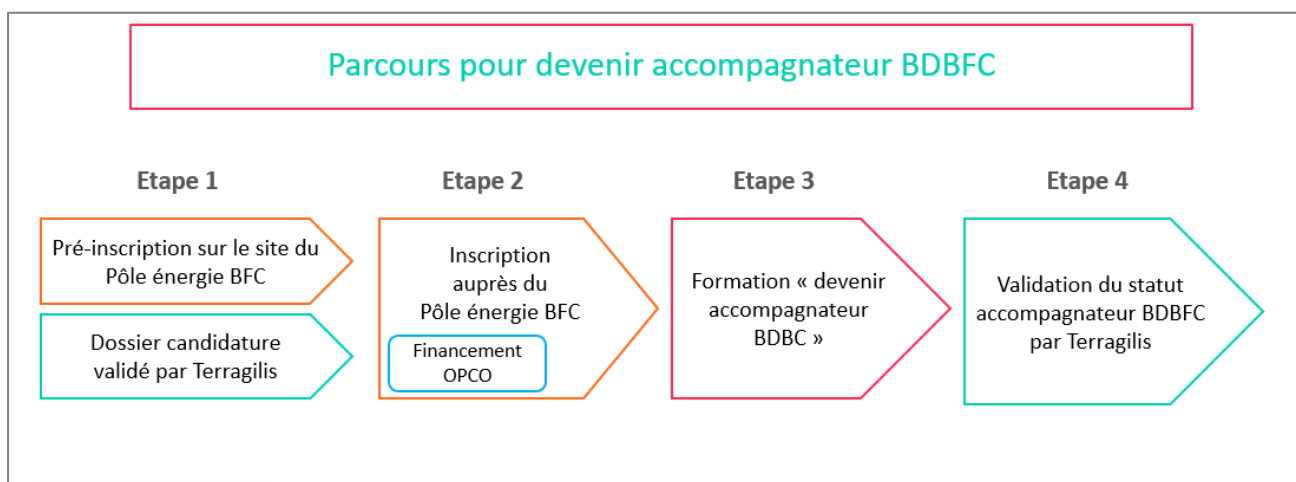 Parcours pour devenir accompagnateur BDBFC
Etape 1
Pré-inscription sur le site du
Pôle énergie BFC
Dossier candidature
validé par Terragilis
Etape 2
Inscription
auprès du
Pôle énergie BFC
Financement
OPCO
Etape 3
Formation « devenir
accompagnateur
BDBC »
Etape 4
Validation du statut
accompagnateur BDBFC
par Terragilis